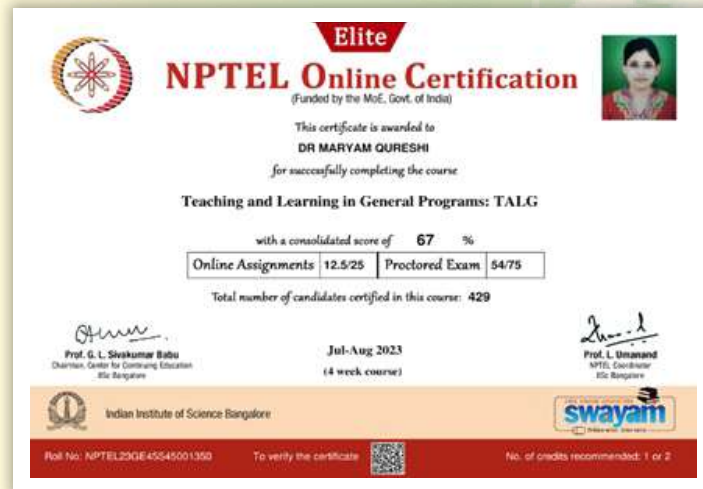 Elite
NPTEL Online Certification
(Funded by the MoE, Govt. of India)
This certificate is awarded to
DR MARYAM QURESHI
for successfully completing the course
Teaching and Learning in General Programs: TALG
with a consolidated score of 67 %
Online Assignments 12.5/25 Proctored Exam 54/75
Total number of candidates certified in this course: 429
Prof. G. L. Sivakumar Babu
Chairman, Center for Continuing Education
IISc Bangalore
Jul-Aug 2023
(4 week course)
Prof. L. Umanand
NPTEL Coordinator
IISc Bangalore
Indian Institute of Science Bangalore
swayam
Roll No: NPTEL23GE45S45001350
To verify the certificate
No. of credits recommended: 1 or 2